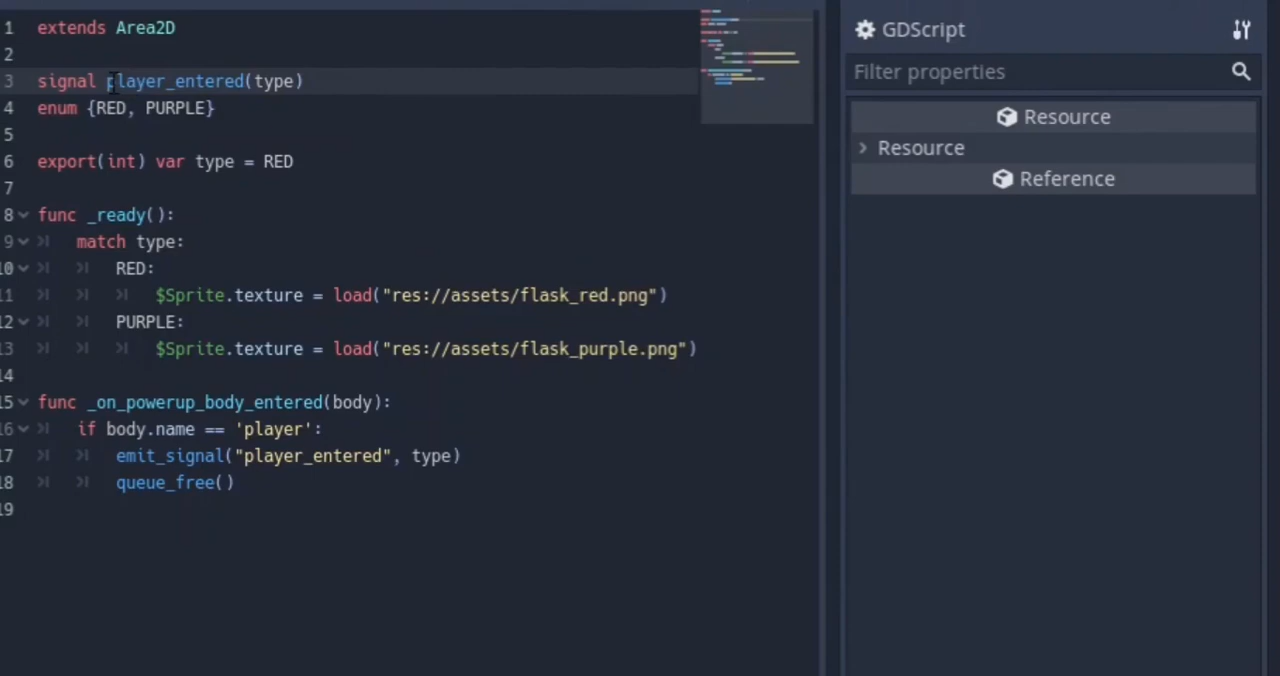 1 extends Area2D
2
3 signal player_entered(type)
4 enum {RED, PURPLE}
5
6 export(int) var type = RED
7
8 func _ready():
9 match type:
10 RED:
11 $Sprite.texture = load("res://assets/flask_red.png")
12 PURPLE:
13 $Sprite.texture = load("res://assets/flask_purple.png")
14
15 func _on_powerup_body_entered(body):
16 if body.name == 'player':
17 emit_signal("player_entered", type)
18 queue_free()
19
GDScript
Filter properties
Resource
Resource
Reference